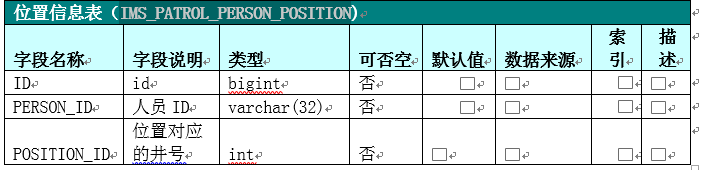 位置信息表（IMS_PATROL_PERSON_POSITION)
字段名称 字段说明 类型 可否空 默认值 数据来源 索引 描述
ID id bigint 否
PERSON_ID 人员 ID varchar(32) 否
POSITION_ID 位置对应的井号 int 否